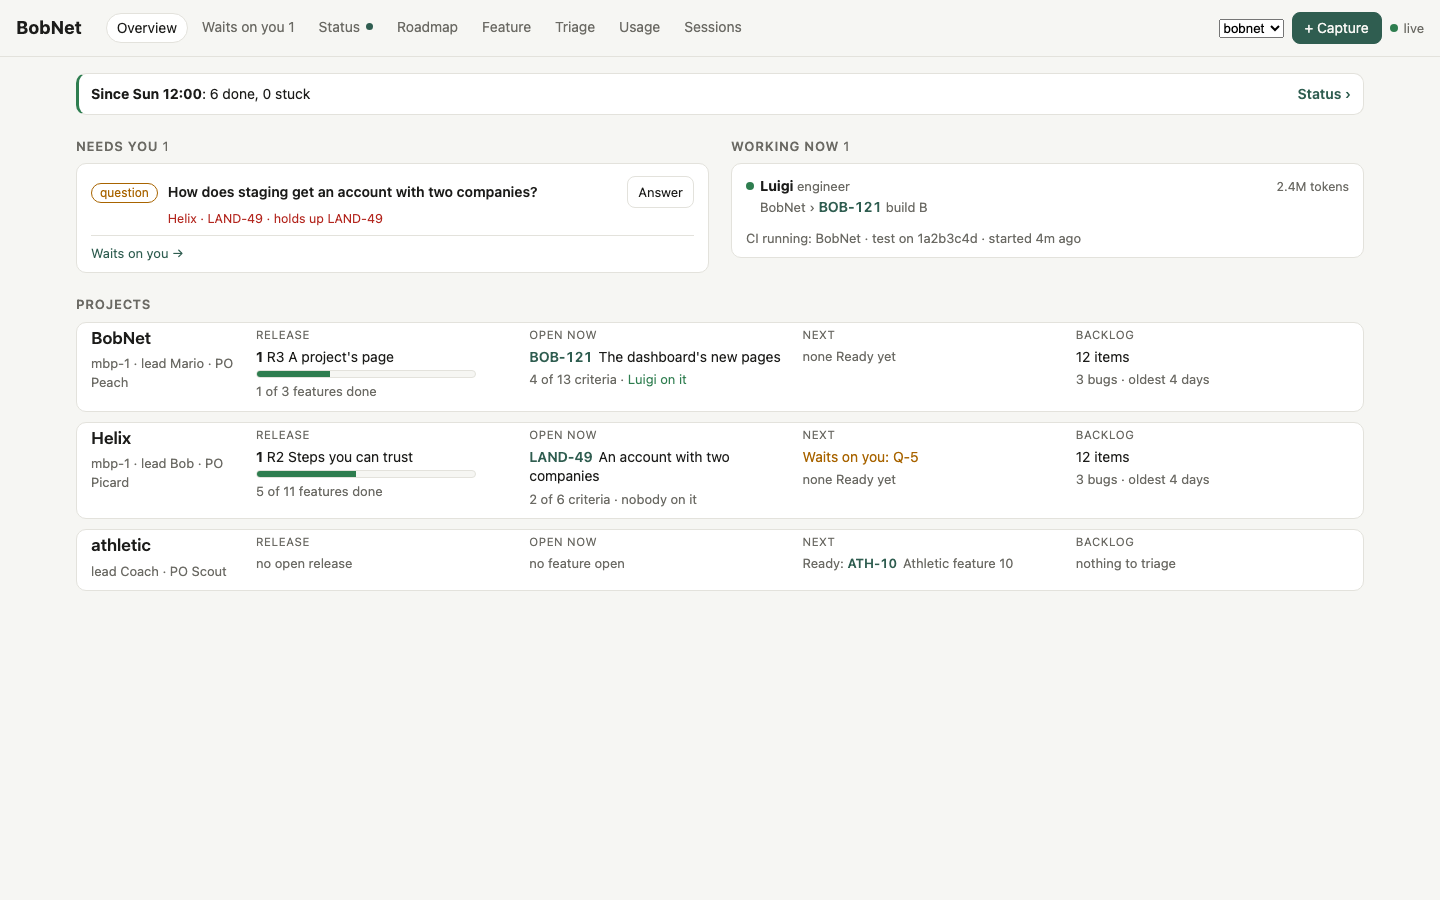 BobNet Overview Waits on you 1 Status Roadmap Feature Triage Usage Sessions bobnet + Capture live
Since Sun 12:00: 6 done, 0 stuck Status ›
NEEDS YOU 1
question How does staging get an account with two companies? Answer
Helix · LAND-49 · holds up LAND-49
Waits on you →
WORKING NOW 1
Luigi engineer 2.4M tokens
BobNet › BOB-121 build B
CI running: BobNet · test on 1a2b3c4d · started 4m ago
PROJECTS
BobNet
mbp-1 · lead Mario · PO
Peach
RELEASE
1 R3 A project's page
1 of 3 features done
OPEN NOW
BOB-121 The dashboard's new pages
4 of 13 criteria · Luigi on it
NEXT
none Ready yet
BACKLOG
12 items
3 bugs · oldest 4 days
Helix
mbp-1 · lead Bob · PO
Picard
RELEASE
1 R2 Steps you can trust
5 of 11 features done
OPEN NOW
LAND-49 An account with two
companies
2 of 6 criteria · nobody on it
NEXT
Waits on you: Q-5
none Ready yet
BACKLOG
12 items
3 bugs · oldest 4 days
athletic
lead Coach · PO Scout
RELEASE
no open release
OPEN NOW
no feature open
NEXT
Ready: ATH-10 Athletic feature 10
BACKLOG
nothing to triage